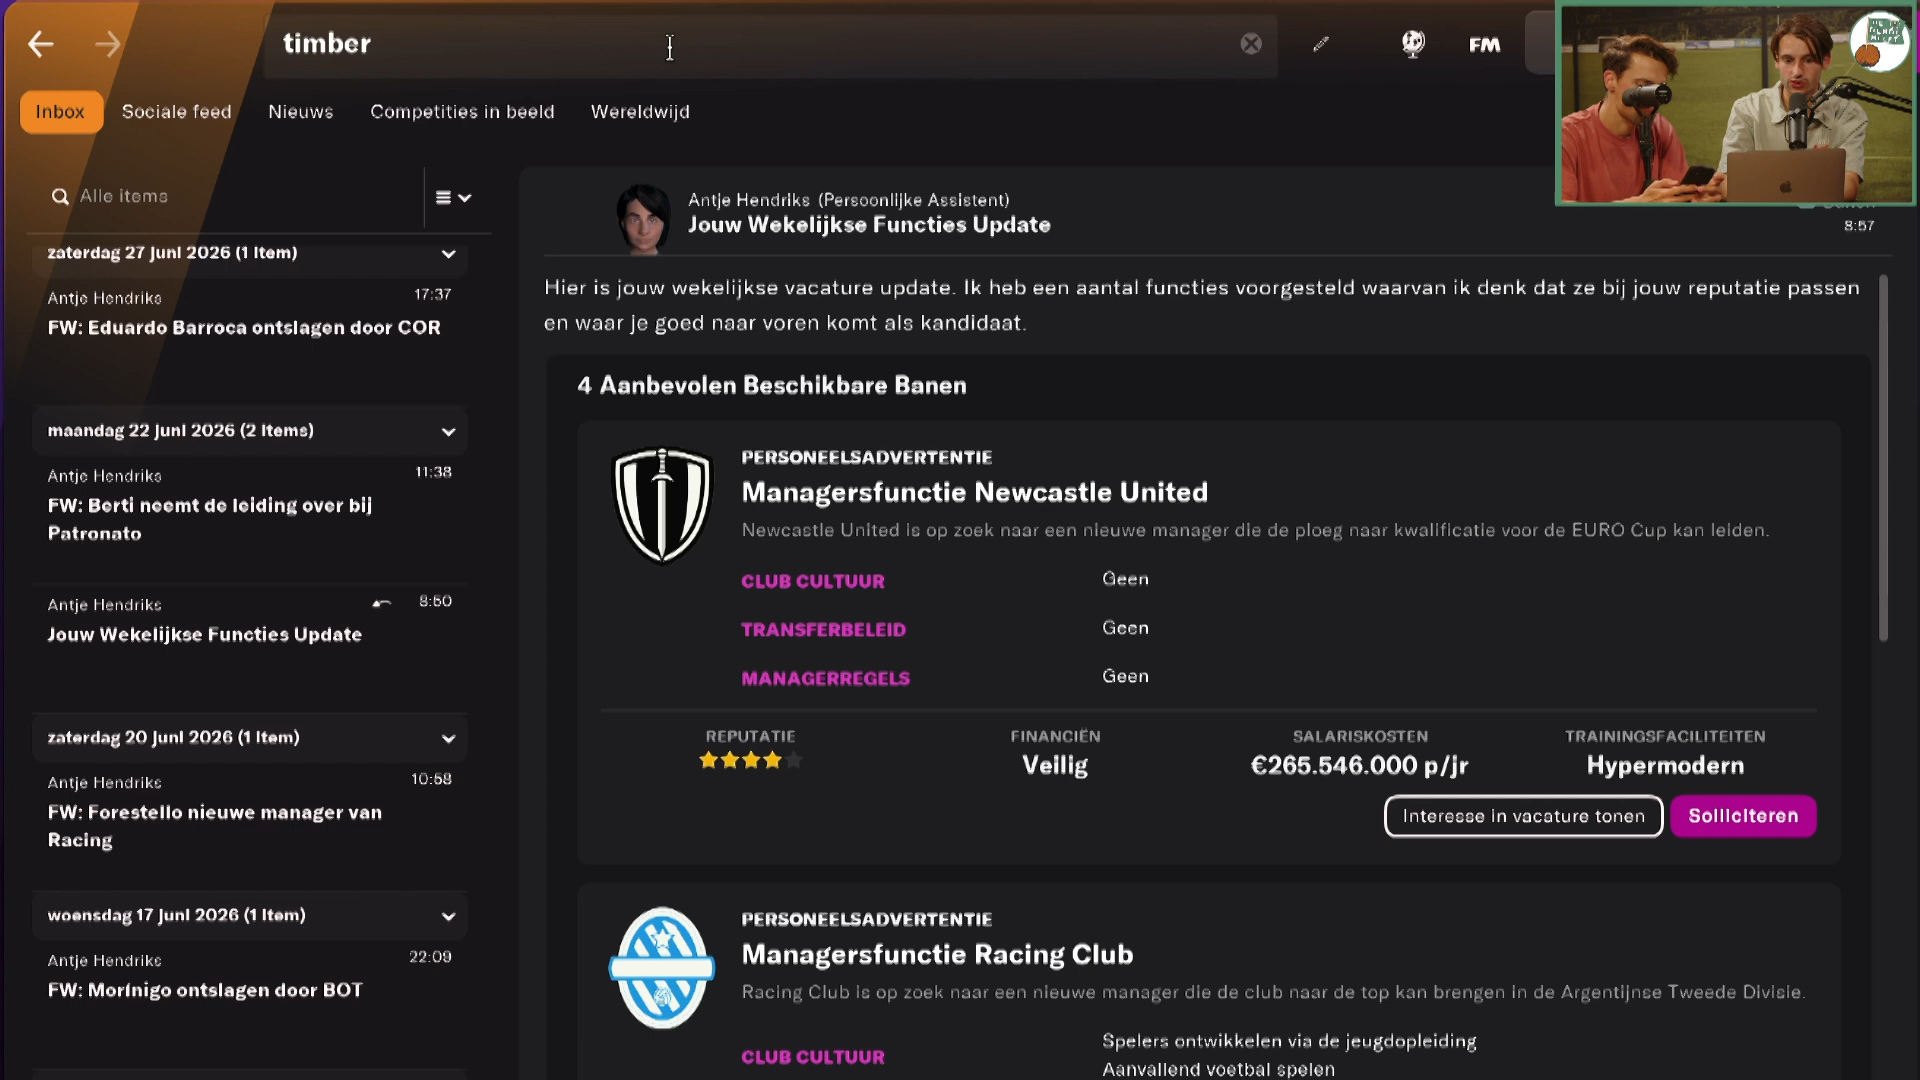 timber
FM
Inbox
Sociale feed
Nieuws
Competities in beeld
Wereldwijd
Alle items
zaterdag 27 juni 2026 (1 Item)
Antje Hendriks
17:37
FW: Eduardo Barroca ontslagen door COR
maandag 22 juni 2026 (2 Items)
Antje Hendriks
11:38
FW: Berti neemt de leiding over bij
Patronato
Antje Hendriks
8:50
Jouw Wekelijkse Functies Update
zaterdag 20 juni 2026 (1 Item)
Antje Hendriks
10:58
FW: Forestello nieuwe manager van
Racing
woensdag 17 juni 2026 (1 Item)
Antje Hendriks
22:09
FW: Morínigo ontslagen door BOT
Antje Hendriks (Persoonlijke Assistent)
Jouw Wekelijkse Functies Update
8:57
Hier is jouw wekelijkse vacature update. Ik heb een aantal functies voorgesteld waarvan ik denk dat ze bij jouw reputatie passen
en waar je goed naar voren komt als kandidaat.
4 Aanbevolen Beschikbare Banen
PERSONEELSADVERTENTIE
Managersfunctie Newcastle United
Newcastle United is op zoek naar een nieuwe manager die de ploeg naar kwalificatie voor de EURO Cup kan leiden.
CLUB CULTUUR
Geen
TRANSFERBELEID
Geen
MANAGERREGELS
Geen
REPUTATIE
FINANCIËN
Veilig
SALARISKOSTEN
€265.546.000 p/jr
TRAININGSFACILITEITEN
Hypermodern
Interesse in vacature tonen
Solliciteren
PERSONEELSADVERTENTIE
Managersfunctie Racing Club
Racing Club is op zoek naar een nieuwe manager die de club naar de top kan brengen in de Argentijnse Tweede Divisie.
CLUB CULTUUR
Spelers ontwikkelen via de jeugdopleiding
Aanvallend voetbal spelen